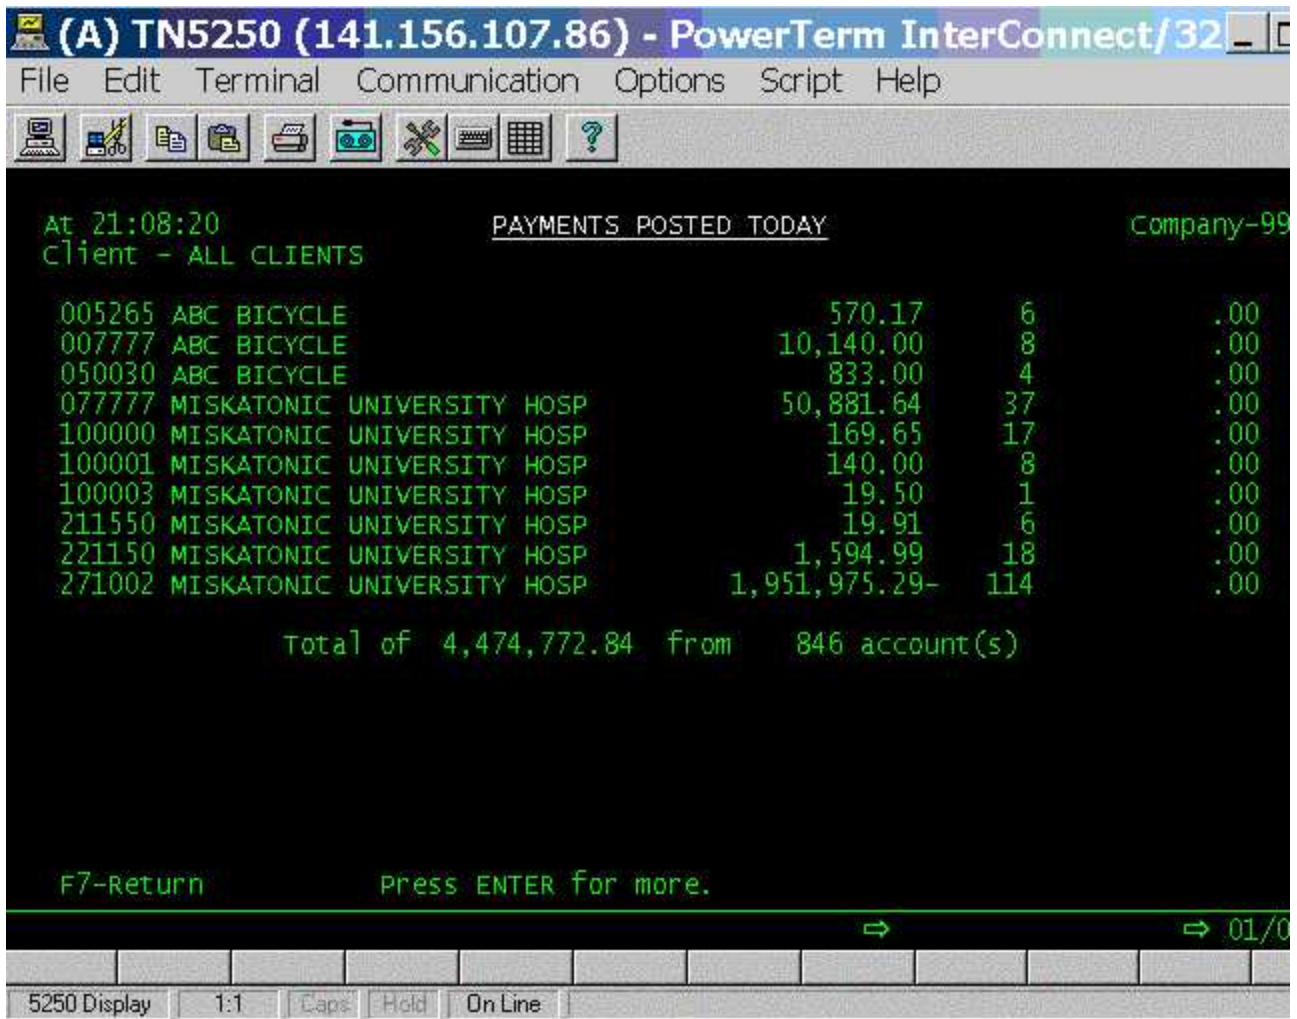 (A) TN5250 (141.156.107.86) - PowerTerm InterConnect/32
File Edit Terminal Communication Options Script Help
At 21:08:20 PAYMENTS POSTED TODAY Company-99
Client - ALL CLIENTS
005265 ABC BICYCLE 570.17 6 .00
007777 ABC BICYCLE 10,140.00 8 .00
050030 ABC BICYCLE 833.00 4 .00
077777 MISKATONIC UNIVERSITY HOSP 50,881.64 37 .00
100000 MISKATONIC UNIVERSITY HOSP 169.65 17 .00
100001 MISKATONIC UNIVERSITY HOSP 140.00 8 .00
100003 MISKATONIC UNIVERSITY HOSP 19.50 1 .00
211550 MISKATONIC UNIVERSITY HOSP 19.91 6 .00
221150 MISKATONIC UNIVERSITY HOSP 1,594.99 18 .00
271002 MISKATONIC UNIVERSITY HOSP 1,951,975.29- 114 .00
Total of 4,474,772.84 from 846 account(s)
F7-Return Press ENTER for more.
⇨ ⇨ 01/0
5250 Display 1:1 Caps Hold On Line